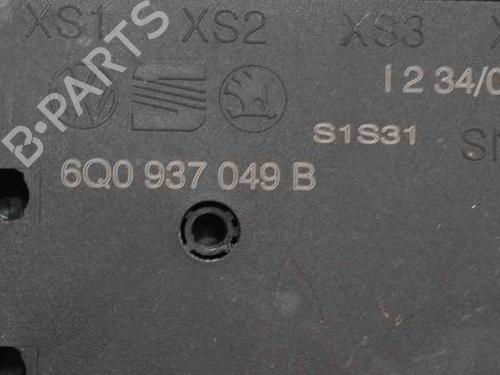 XS1 XS2 XS3
I 2 34/0
S1S31
6Q0 937 049 B
B-PARTS